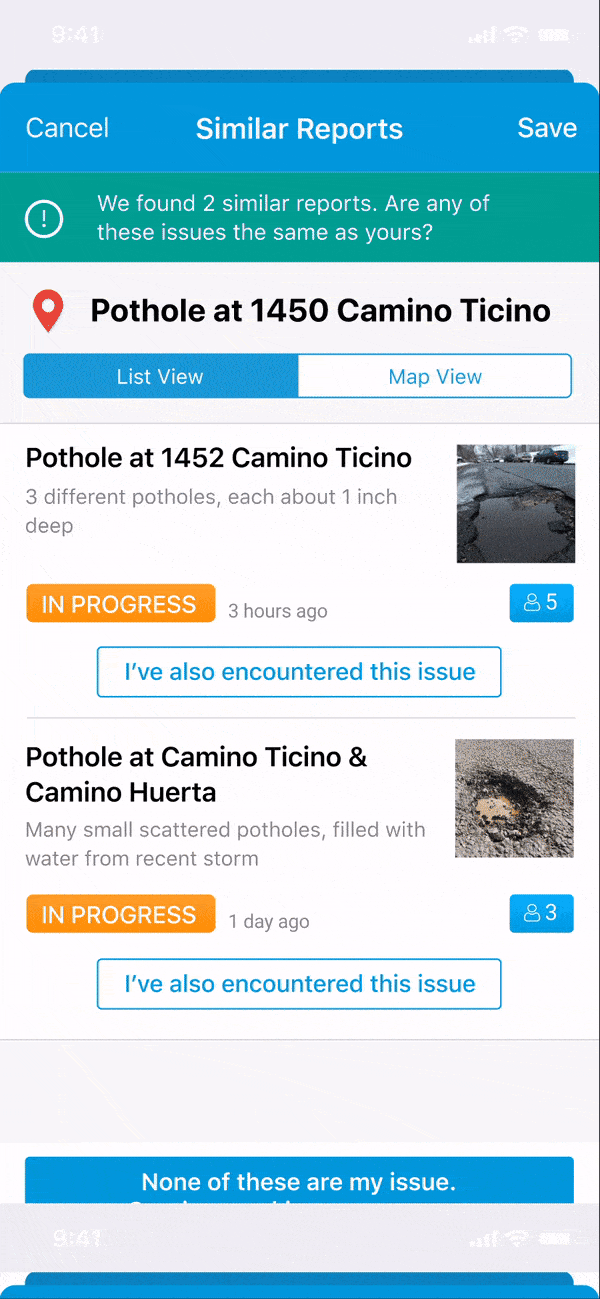 9:41
Cancel Similar Reports Save
We found 2 similar reports. Are any of
these issues the same as yours?
Pothole at 1450 Camino Ticino
List View Map View
Pothole at 1452 Camino Ticino
3 different potholes, each about 1 inch
deep
IN PROGRESS 3 hours ago 5
I’ve also encountered this issue
Pothole at Camino Ticino &
Camino Huerta
Many small scattered potholes, filled with
water from recent storm
IN PROGRESS 1 day ago 3
I’ve also encountered this issue
None of these are my issue.
9:41